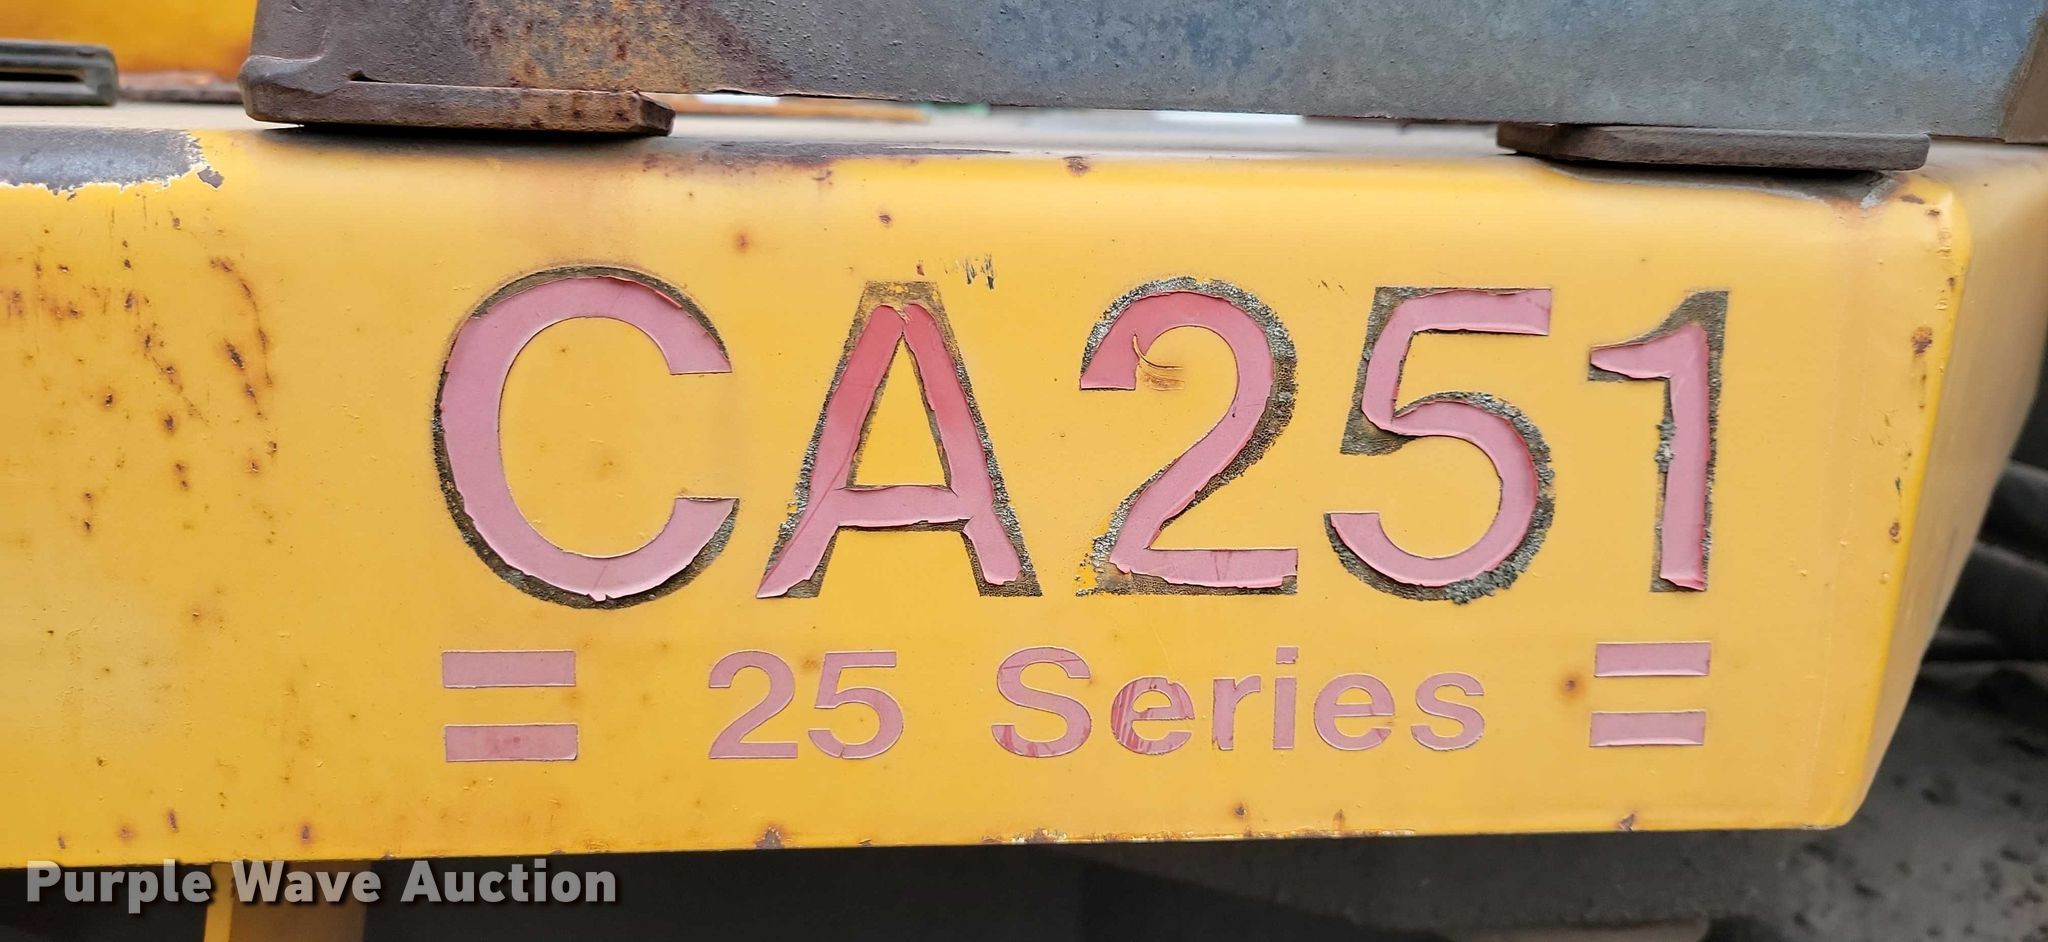 CA251
= 25 Series =
Purple Wave Auction